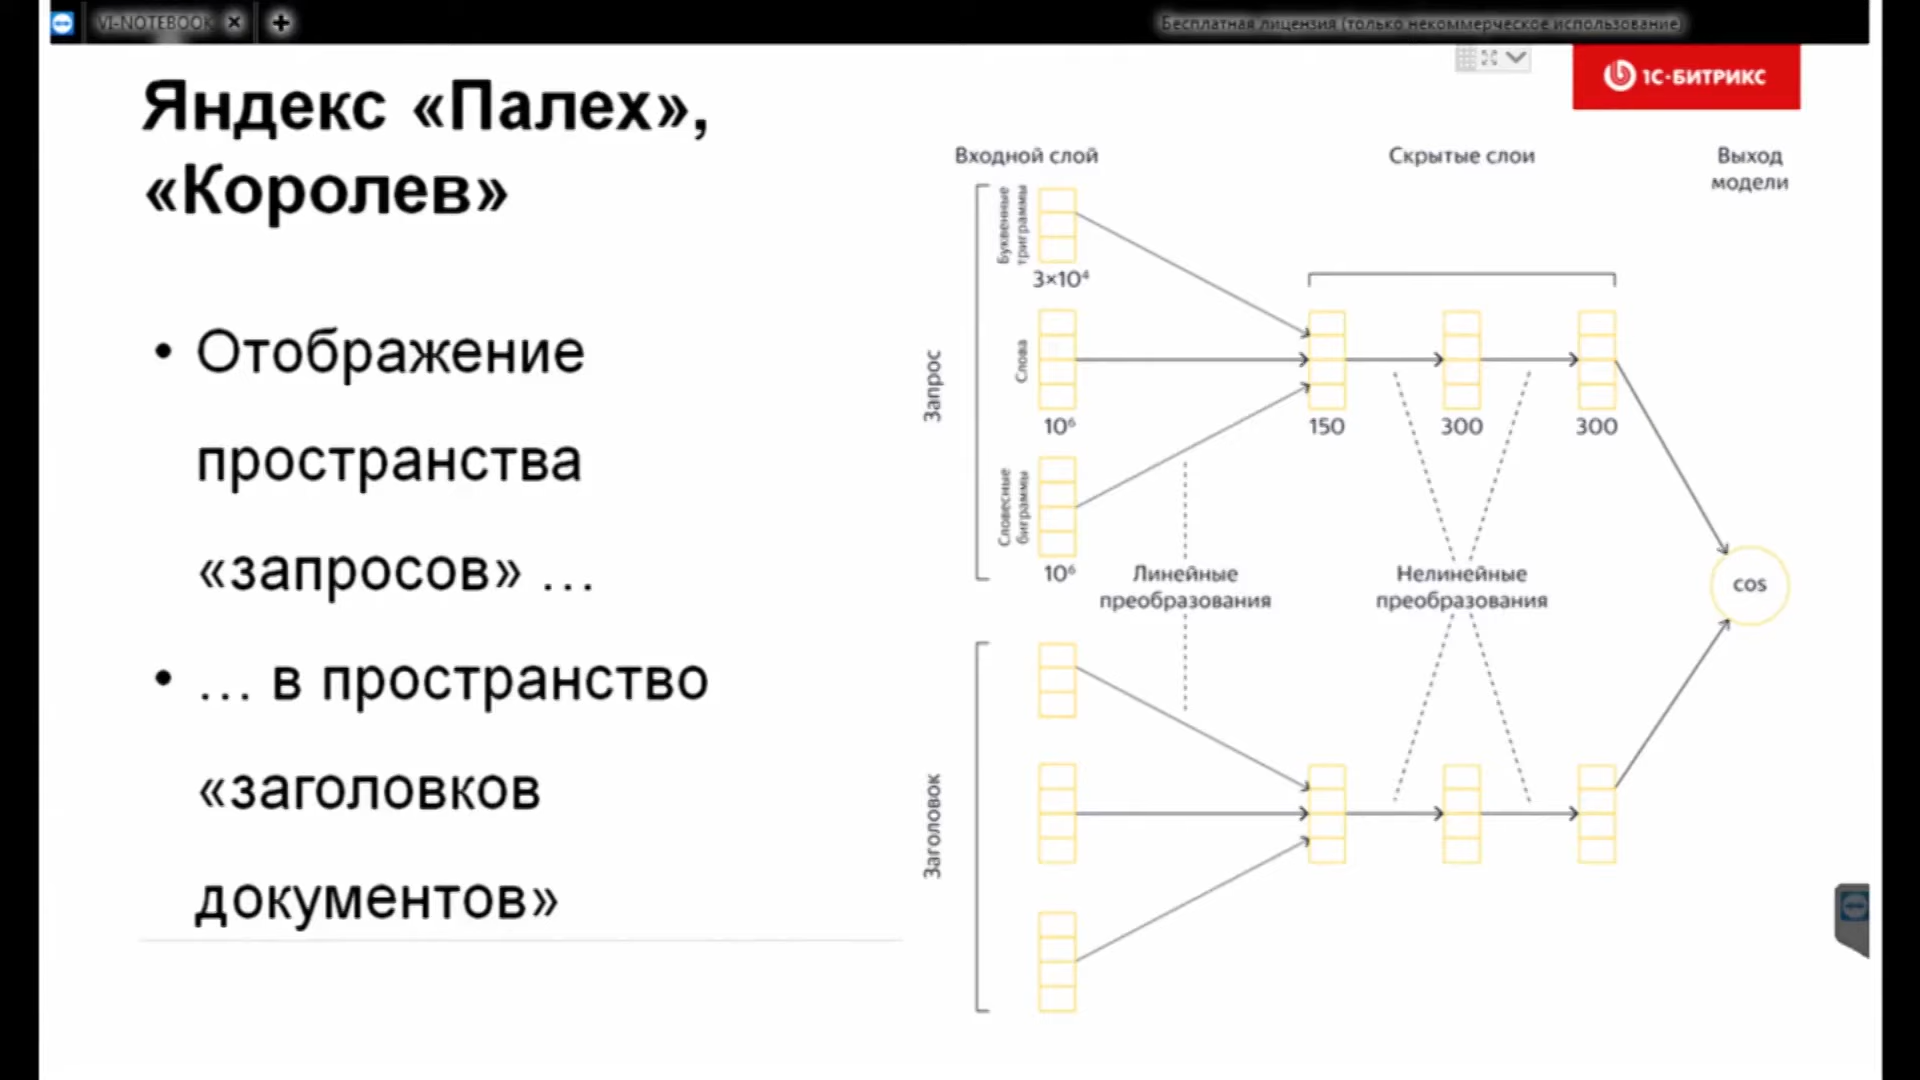 VI-NOTEBOOK
Бесплатная лицензия (только некоммерческое использование)
1С-БИТРИКС
Яндекс «Палех»,
«Королев»
• Отображение
пространства
«запросов» …
• … в пространство
«заголовков
документов»
Входной слой
Скрытые слои
Выход
модели
Запрос
Буквенные
триграммы
3×10⁴
Слова
10⁶
Словесные
биграммы
10⁶
150
300
300
Линейные
преобразования
Нелинейные
преобразования
cos
Заголовок